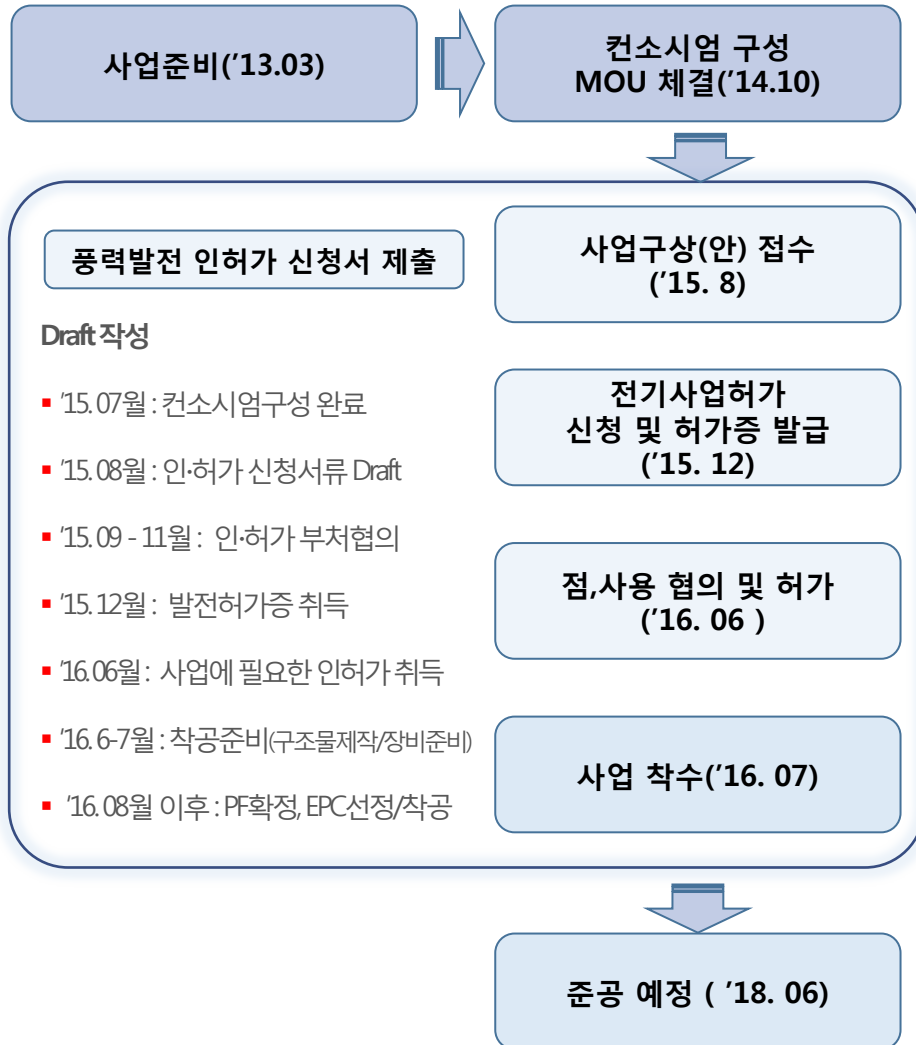 사업준비('13.03)
컨소시엄 구성
MOU 체결('14.10)
풍력발전 인허가 신청서 제출
Draft 작성
▪ '15.07월 : 컨소시엄구성 완료
▪ '15.08월 : 인·허가 신청서류 Draft
▪ '15.09 - 11월 : 인·허가 부처협의
▪ '15.12월 : 발전허가증 취득
▪ '16.06월 : 사업에 필요한 인허가 취득
▪ '16.6-7월 : 착공준비(구조물제작/장비준비)
▪ '16.08월 이후 : PF확정, EPC선정/착공
사업구상(안) 접수
('15. 8)
전기사업허가
신청 및 허가증 발급
('15. 12)
점,사용 협의 및 허가
('16. 06 )
사업 착수('16. 07)
준공 예정 ( '18. 06)